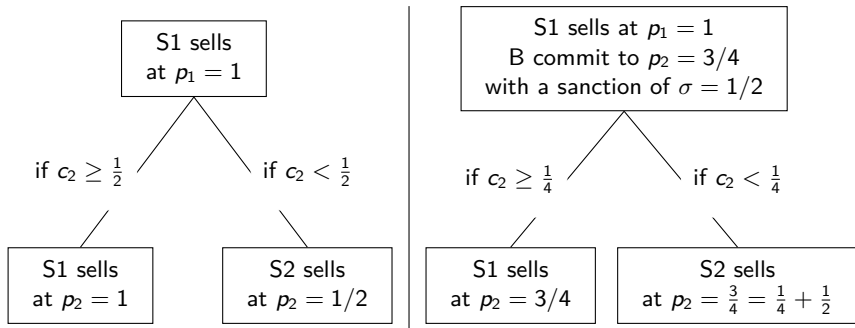 S1 sells
at p₁ = 1
if c₂ ≥ 1/2
if c₂ < 1/2
S1 sells
at p₂ = 1
S2 sells
at p₂ = 1/2
S1 sells at p₁ = 1
B commit to p₂ = 3/4
with a sanction of σ = 1/2
if c₂ ≥ 1/4
if c₂ < 1/4
S1 sells
at p₂ = 3/4
S2 sells
at p₂ = 3/4 = 1/4 + 1/2